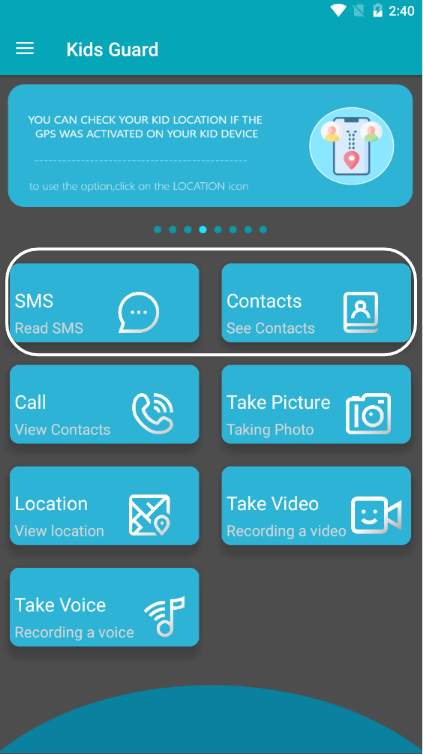 2:40
Kids Guard
YOU CAN CHECK YOUR KID LOCATION IF THE
GPS WAS ACTIVATED ON YOUR KID DEVICE
--------------------------------------------
to use the option,click on the LOCATION icon
SMS
Read SMS
Contacts
See Contacts
Call
View Contacts
Take Picture
Taking Photo
Location
View location
Take Video
Recording a video
Take Voice
Recording a voice